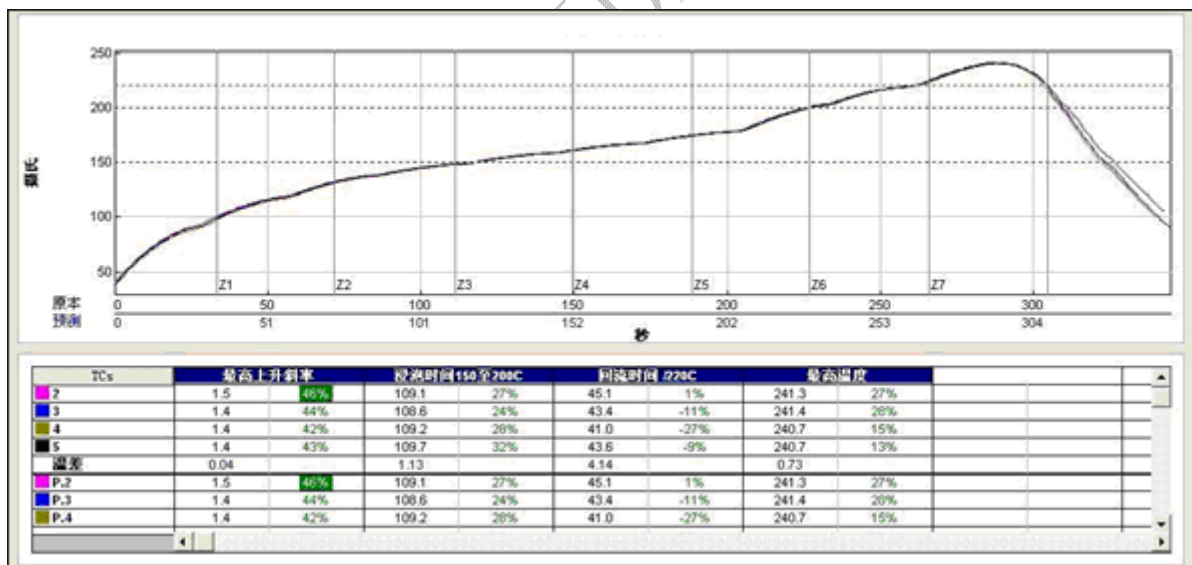 250
200
150
100
50
摄氏
Z1 Z2 Z3 Z4 Z5 Z6 Z7
原本 0 50 100 150 200 250 300
预测 0 51 101 152 202 253 304
秒
TCs 最高上升斜率 浸泡时间150至200C 回流时间 /220C 最高温度
2 1.5 46% 109.1 27% 45.1 1% 241.3 27%
3 1.4 44% 108.6 24% 43.4 -11% 241.4 28%
4 1.4 42% 109.2 28% 41.0 -27% 240.7 15%
5 1.4 43% 109.7 32% 43.6 -9% 240.7 13%
温差 0.04 1.13 4.14 0.73
P.2 1.5 46% 109.1 27% 45.1 1% 241.3 27%
P.3 1.4 44% 108.6 24% 43.4 -11% 241.4 28%
P.4 1.4 42% 109.2 28% 41.0 -27% 240.7 15%